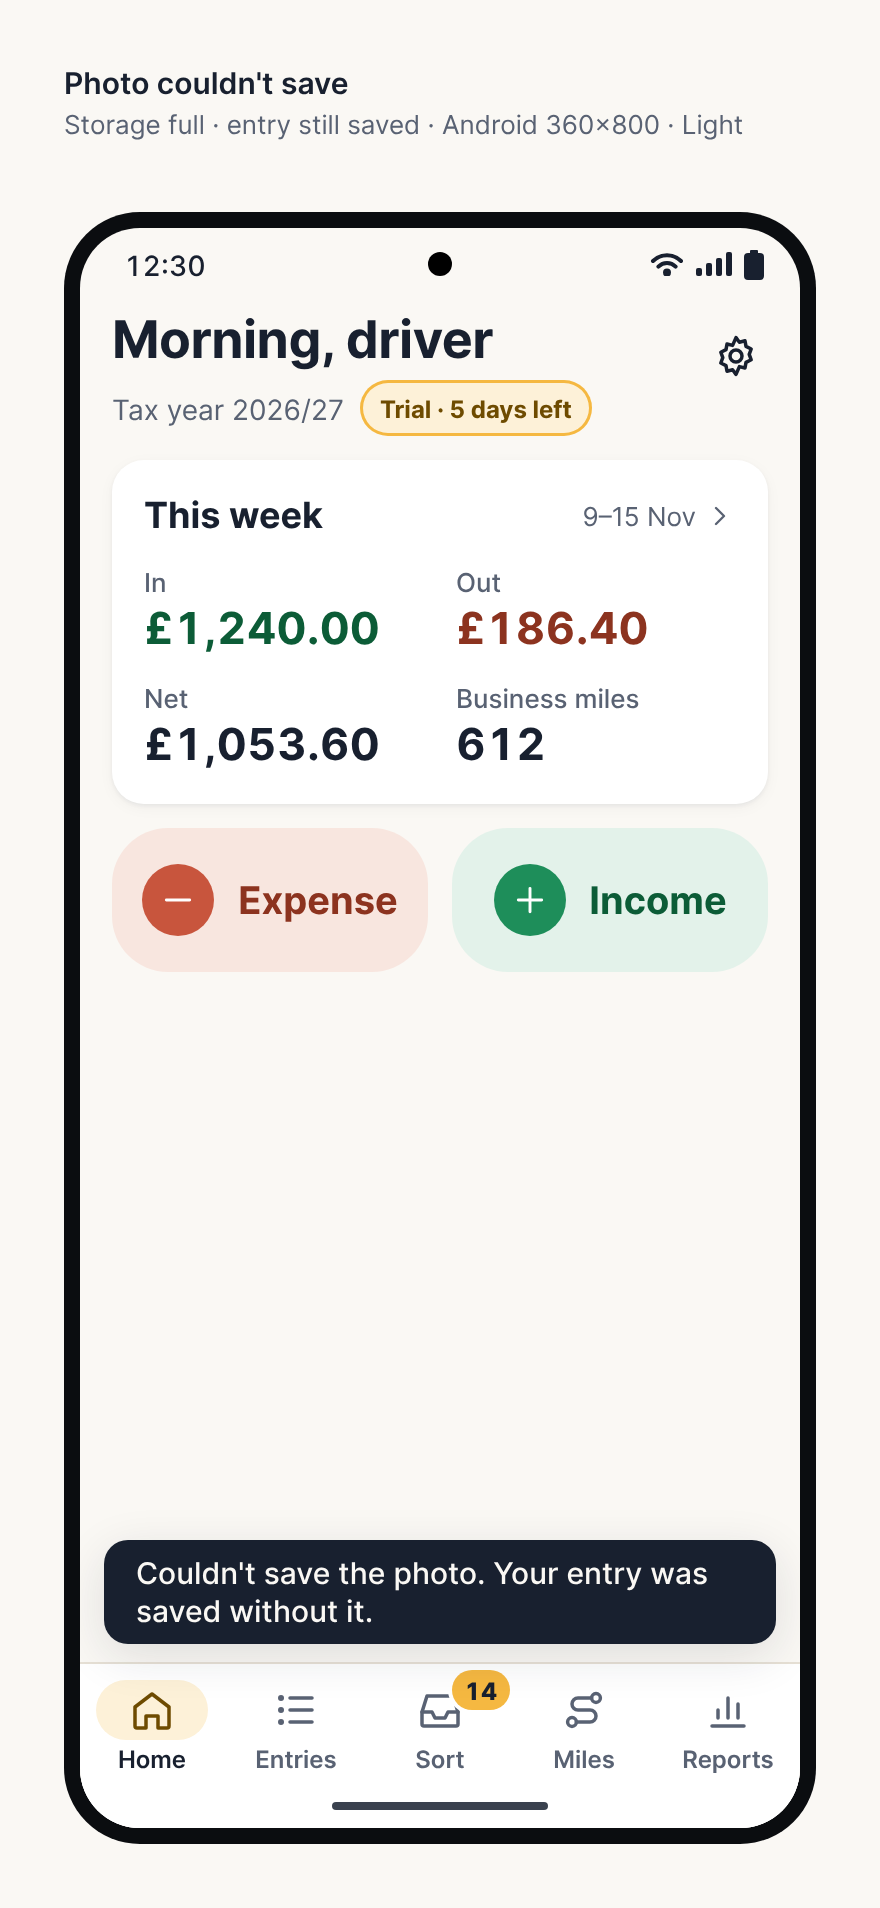 Photo couldn't save
Storage full · entry still saved · Android 360×800 · Light
12:30
Morning, driver
Tax year 2026/27
Trial · 5 days left
This week
9–15 Nov
In
Out
£1,240.00
£186.40
Net
Business miles
£1,053.60
612
Expense
Income
Couldn't save the photo. Your entry was
saved without it.
14
Home
Entries
Sort
Miles
Reports